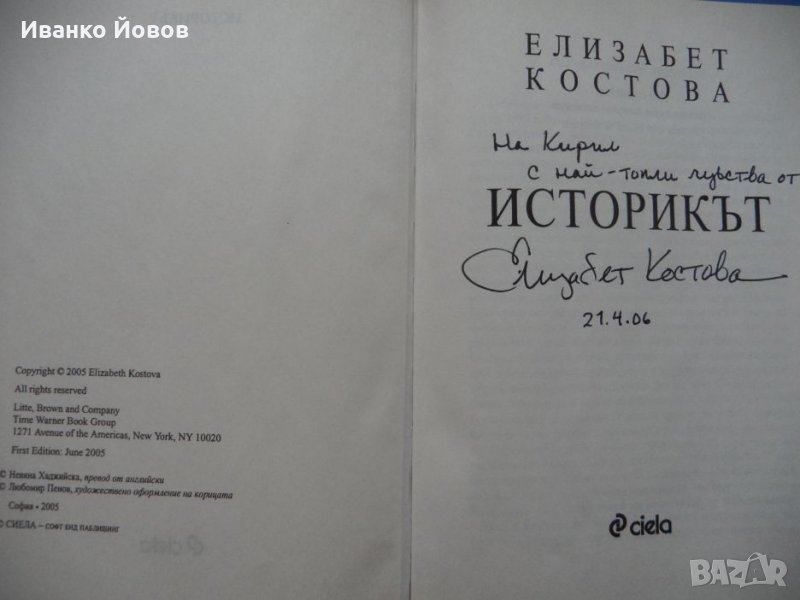 Иванко Йовов
Copyright © 2005 Elizabeth Kostova
All rights reserved
Litte, Brown and Company
Time Warner Book Group
1271 Avenue of the Americas, New York, NY 10020
First Edition: June 2005
© Невяна Хаджийска, превод от английски
© Любомир Пенов, художествено оформление на корицата
София - 2005
© СИЕЛА – СОФТ ЕНД ПАБЛИШИНГ
ЕЛИЗАБЕТ
КОСТОВА
На Кирил
с най-топли чувства от
ИСТОРИКЪТ
Елизабет Костова
21.4.06
ciela
BAZAR